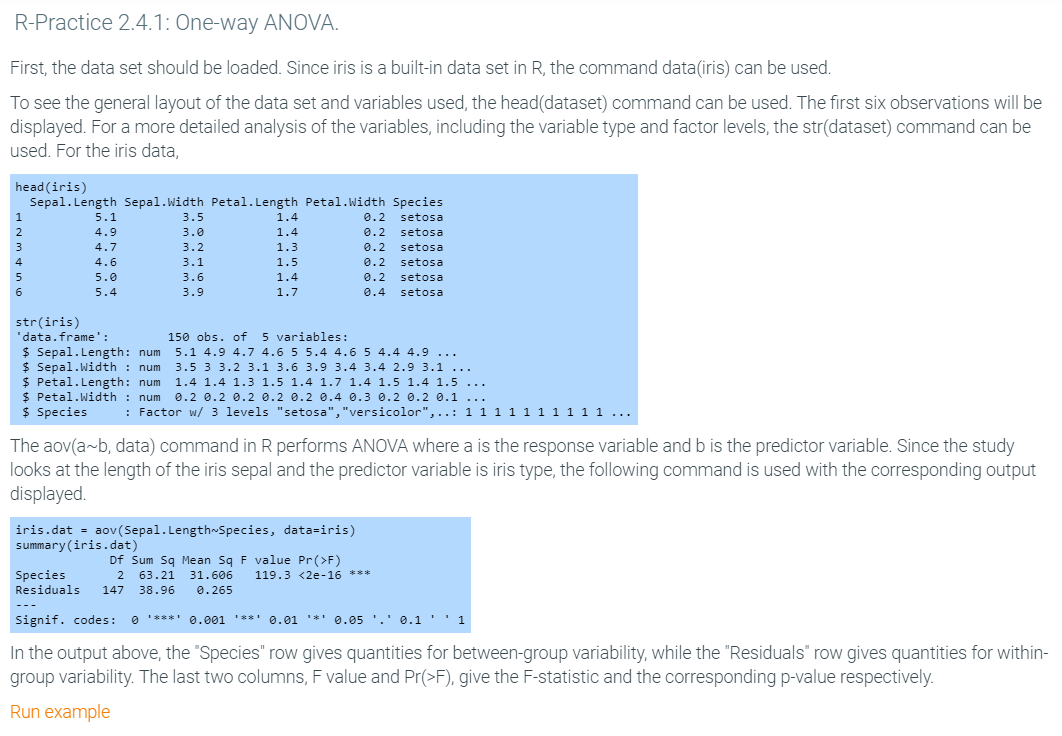 R-Practice 2.4.1: One-way ANOVA.
First, the data set should be loaded. Since iris is a built-in data set in R, the command data(iris) can be used.
To see the general layout of the data set and variables used, the head(dataset) command can be used. The first six observations will be
displayed. For a more detailed analysis of the variables, including the variable type and factor levels, the str(dataset) command can be
used. For the iris data,
head(iris)
  Sepal.Length Sepal.Width Petal.Length Petal.Width Species
1          5.1         3.5          1.4         0.2  setosa
2          4.9         3.0          1.4         0.2  setosa
3          4.7         3.2          1.3         0.2  setosa
4          4.6         3.1          1.5         0.2  setosa
5          5.0         3.6          1.4         0.2  setosa
6          5.4         3.9          1.7         0.4  setosa
str(iris)
'data.frame':        150 obs. of  5 variables:
 $ Sepal.Length: num  5.1 4.9 4.7 4.6 5 5.4 4.6 5 4.4 4.9 ...
 $ Sepal.Width : num  3.5 3 3.2 3.1 3.6 3.9 3.4 3.4 2.9 3.1 ...
 $ Petal.Length: num  1.4 1.4 1.3 1.5 1.4 1.7 1.4 1.5 1.4 1.5 ...
 $ Petal.Width : num  0.2 0.2 0.2 0.2 0.2 0.4 0.3 0.2 0.2 0.1 ...
 $ Species     : Factor w/ 3 levels "setosa","versicolor",..: 1 1 1 1 1 1 1 1 1 1 ...
The aov(a~b, data) command in R performs ANOVA where a is the response variable and b is the predictor variable. Since the study
looks at the length of the iris sepal and the predictor variable is iris type, the following command is used with the corresponding output
displayed.
iris.dat = aov(Sepal.Length~Species, data=iris)
summary(iris.dat)
             Df Sum Sq Mean Sq F value Pr(>F)
Species       2  63.21  31.606   119.3 <2e-16 ***
Residuals   147  38.96   0.265
---
Signif. codes:  0 '***' 0.001 '**' 0.01 '*' 0.05 '.' 0.1 ' ' 1
In the output above, the "Species" row gives quantities for between-group variability, while the "Residuals" row gives quantities for within-
group variability. The last two columns, F value and Pr(>F), give the F-statistic and the corresponding p-value respectively.
Run example